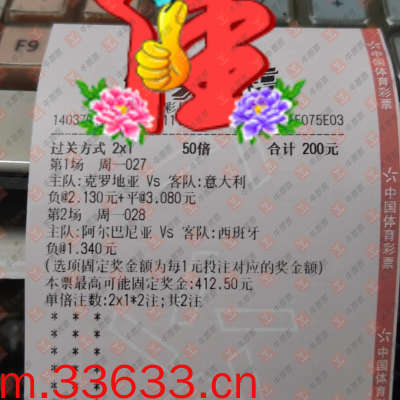 F9
过关方式 2x1 50倍 合计 200元
第1场 周一027
主队:克罗地亚 Vs 客队:意大利
负@2.130元+平@3.080元
第2场 周一028
主队:阿尔巴尼亚 Vs 客队:西班牙
负@1.340元
(选项固定奖金额为每1元投注对应的奖金额)
本票最高可能固定奖金:412.50元
单倍注数:2x1*2注;共2注
* * *
* * *
* * *
* * *
* * *
m.33633.cn
中国体育彩票
中国体育彩票